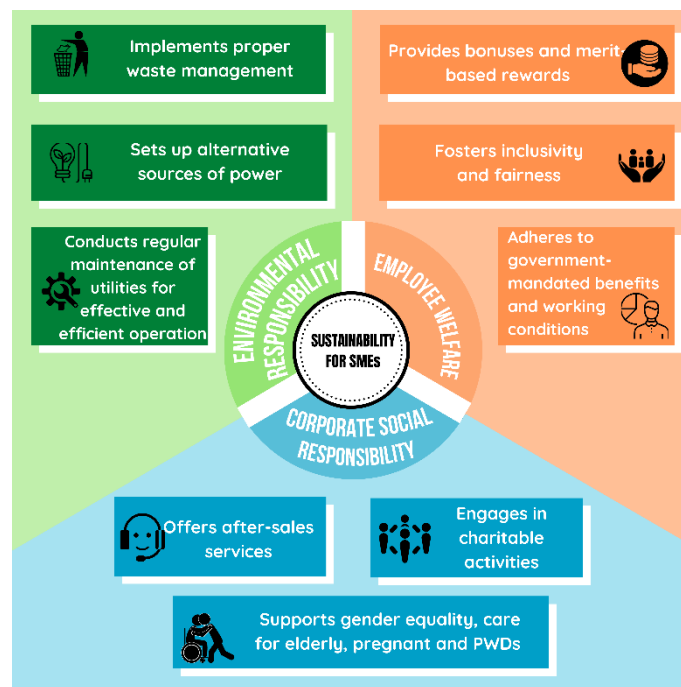 Implements proper
waste management
Provides bonuses and merit-
based rewards
Sets up alternative
sources of power
Fosters inclusivity
and fairness
Conducts regular
maintenance of
utilities for
effective and
efficient operation
Adheres to
government-
mandated benefits
and working
conditions
ENVIRONMENTAL
RESPONSIBILITY
EMPLOYEE WELFARE
SUSTAINABILITY
FOR SMEs
CORPORATE SOCIAL
RESPONSIBILITY
Offers after-sales
services
Engages in
charitable
activities
Supports gender equality, care
for elderly, pregnant and PWDs